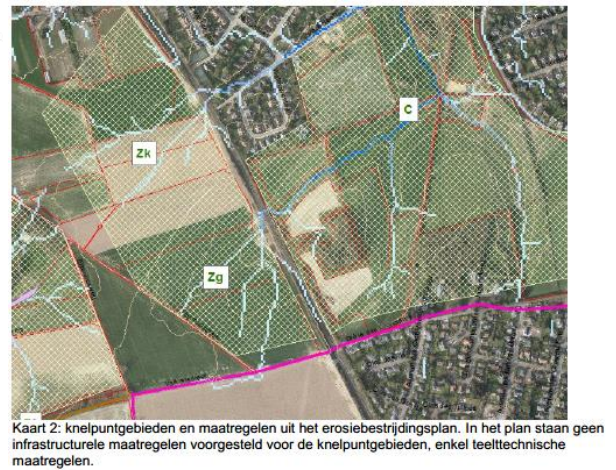 C
Zk
Zg
Kaart 2: knelpuntgebieden en maatregelen uit het erosiebestrijdingsplan. In het plan staan geen
infrastructurele maatregelen voorgesteld voor de knelpuntgebieden, enkel teelttechnische
maatregelen.